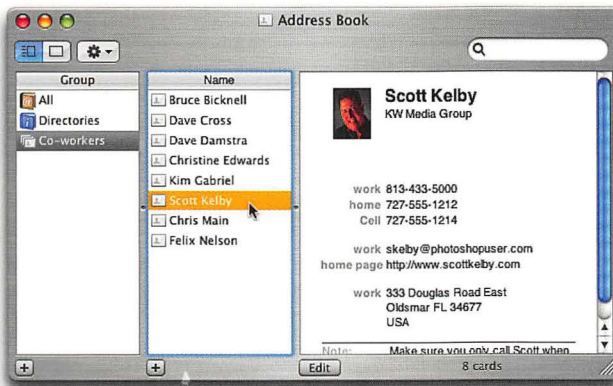 Address Book
Group
All
Directories
Co-workers
Name
Bruce Bicknell
Dave Cross
Dave Damstra
Christine Edwards
Kim Gabriel
Scott Kelby
Chris Main
Felix Nelson
Scott Kelby
KW Media Group
work 813-433-5000
home 727-555-1212
Cell 727-555-1214
work skelby@photoshopuser.com
home page http://www.scottkelby.com
work 333 Douglas Road East
Oldsmar FL 34677
USA
Note: Make sure you only call Scott when
Edit
8 cards